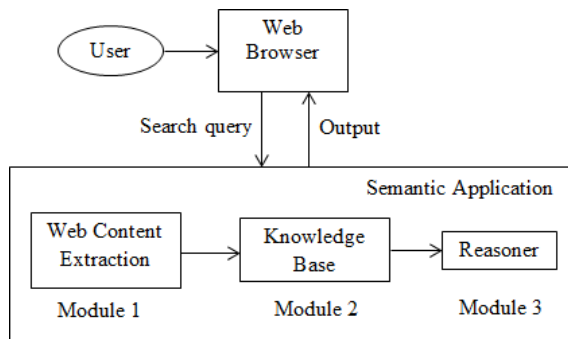 User
Web
Browser
Search query
Output
Semantic Application
Web Content
Extraction
Knowledge
Base
Reasoner
Module 1
Module 2
Module 3